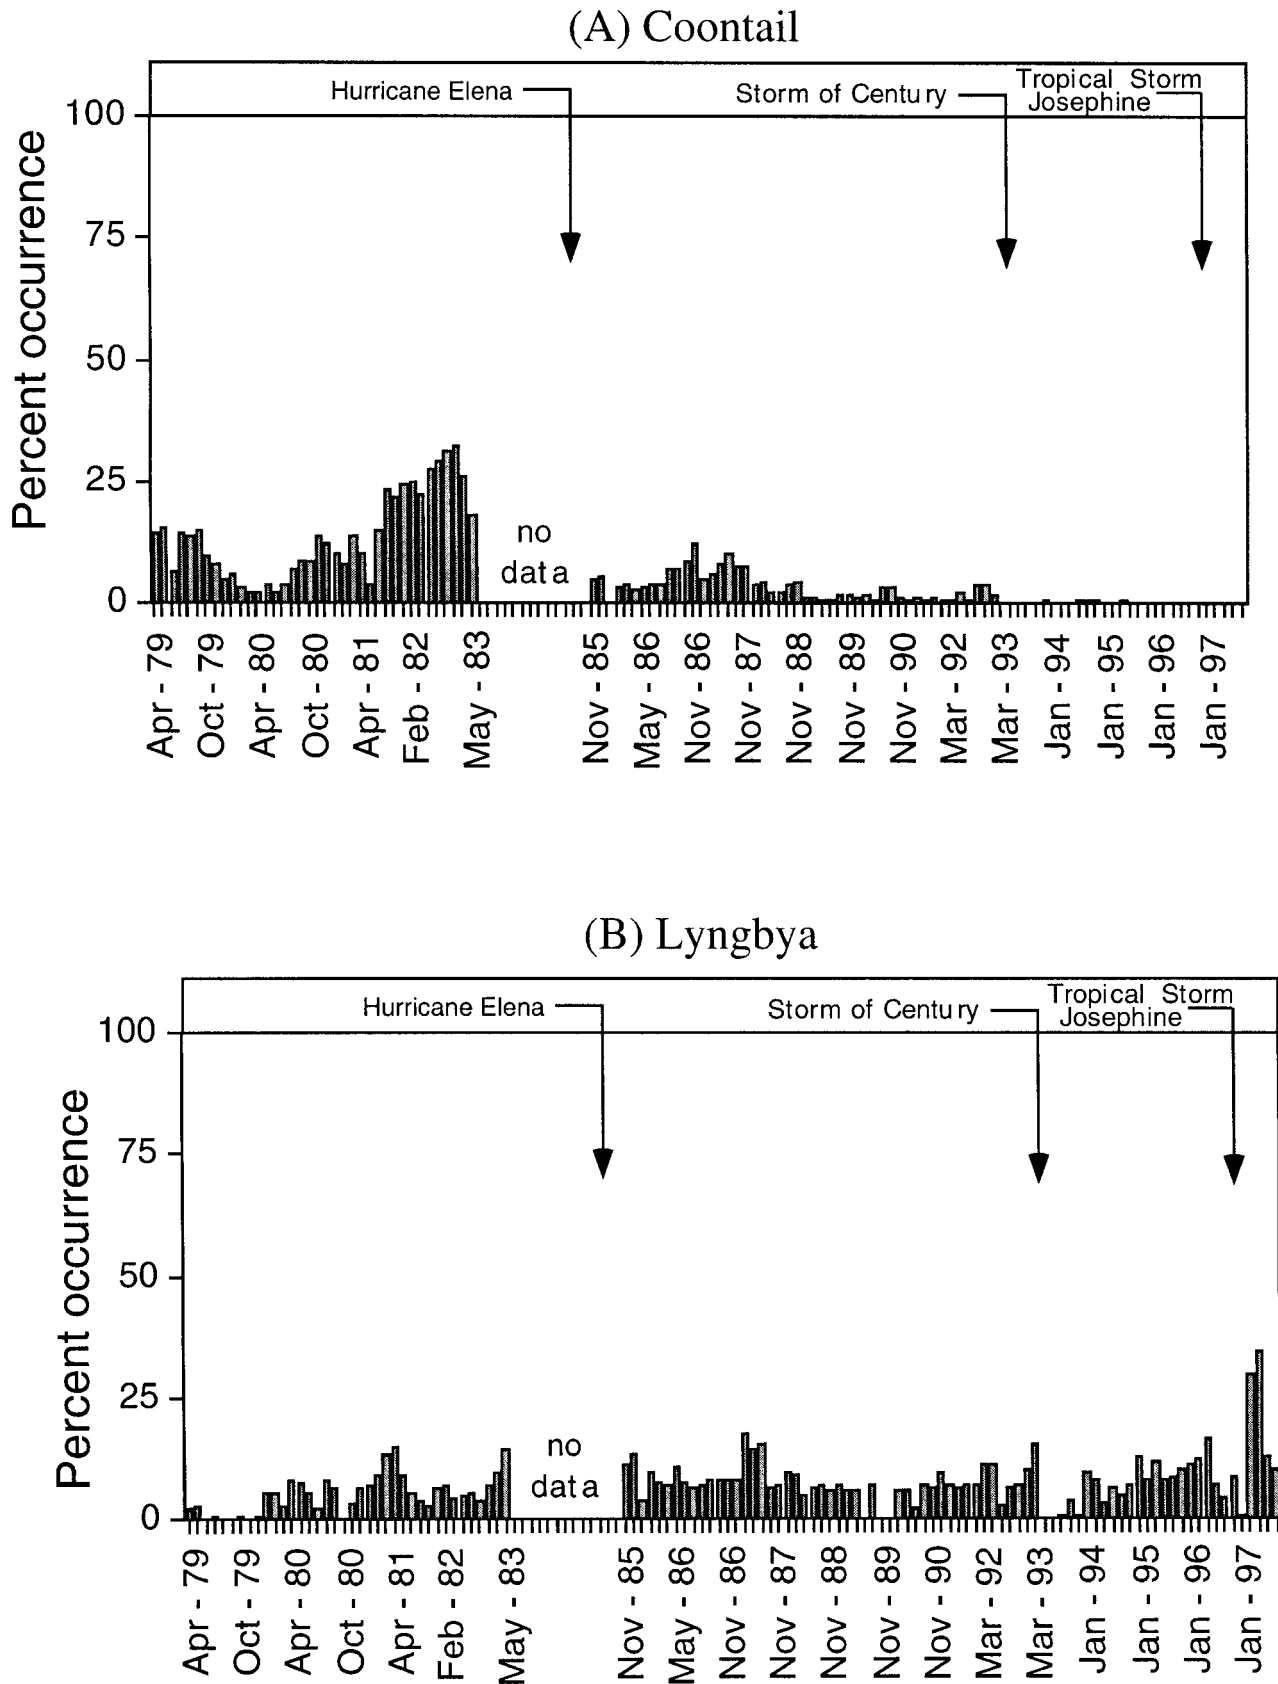 (A) Coontail
Hurricane Elena
Storm of Century
Tropical Storm
Josephine
Percent occurrence
100
75
50
25
0
no
data
Apr - 79
Oct - 79
Apr - 80
Oct - 80
Apr - 81
Feb - 82
May - 83
Nov - 85
May - 86
Nov - 86
Nov - 87
Nov - 88
Nov - 89
Nov - 90
Mar - 92
Mar - 93
Jan - 94
Jan - 95
Jan - 96
Jan - 97
(B) Lyngbya
Hurricane Elena
Storm of Century
Tropical Storm
Josephine
Percent occurrence
100
75
50
25
0
no
data
Apr - 79
Oct - 79
Apr - 80
Oct - 80
Apr - 81
Feb - 82
May - 83
Nov - 85
May - 86
Nov - 86
Nov - 87
Nov - 88
Nov - 89
Nov - 90
Mar - 92
Mar - 93
Jan - 94
Jan - 95
Jan - 96
Jan - 97